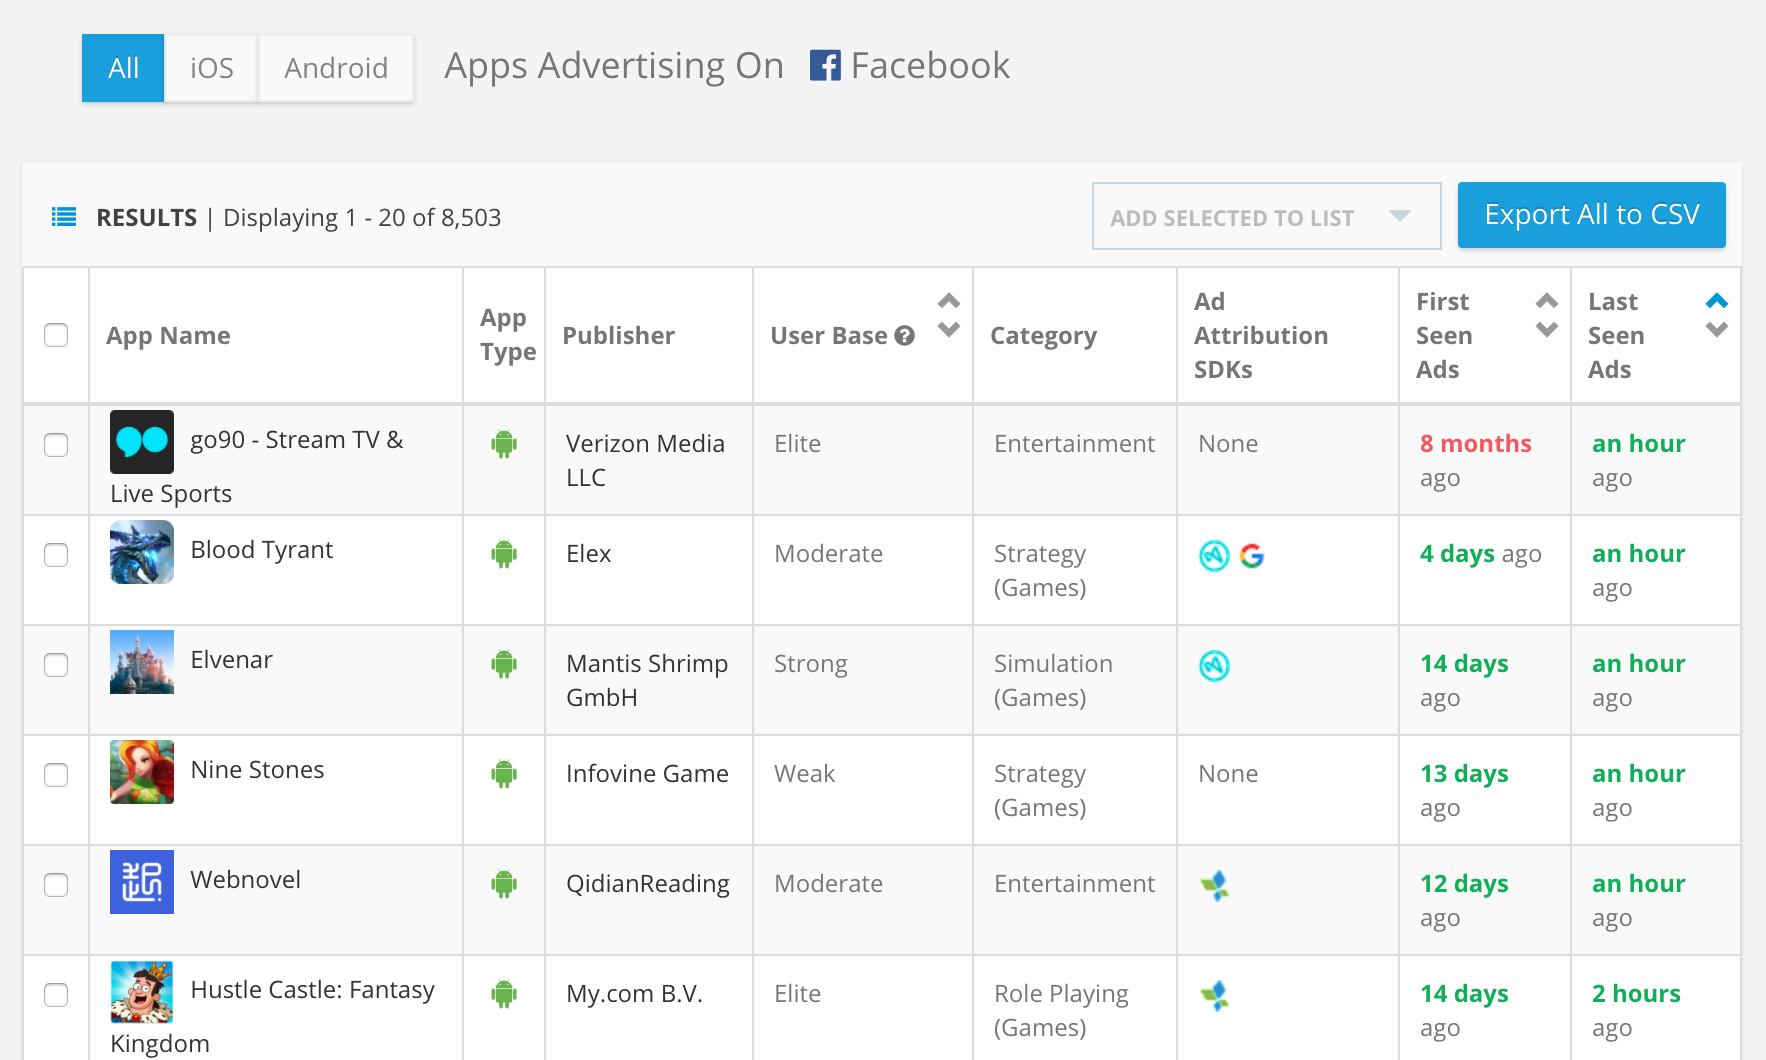 All
iOS
Android
Apps Advertising On Facebook
RESULTS | Displaying 1 - 20 of 8,503
ADD SELECTED TO LIST
Export All to CSV
App Name
App
Type
Publisher
User Base
Category
Ad
Attribution
SDKs
First
Seen
Ads
Last
Seen
Ads
go90 - Stream TV &
Live Sports
Verizon Media
LLC
Elite
Entertainment
None
8 months
ago
an hour
ago
Blood Tyrant
Elex
Moderate
Strategy
(Games)
4 days ago
an hour
ago
Elvenar
Mantis Shrimp
GmbH
Strong
Simulation
(Games)
14 days
ago
an hour
ago
Nine Stones
Infovine Game
Weak
Strategy
(Games)
None
13 days
ago
an hour
ago
Webnovel
QidianReading
Moderate
Entertainment
12 days
ago
an hour
ago
Hustle Castle: Fantasy
Kingdom
My.com B.V.
Elite
Role Playing
(Games)
14 days
ago
2 hours
ago